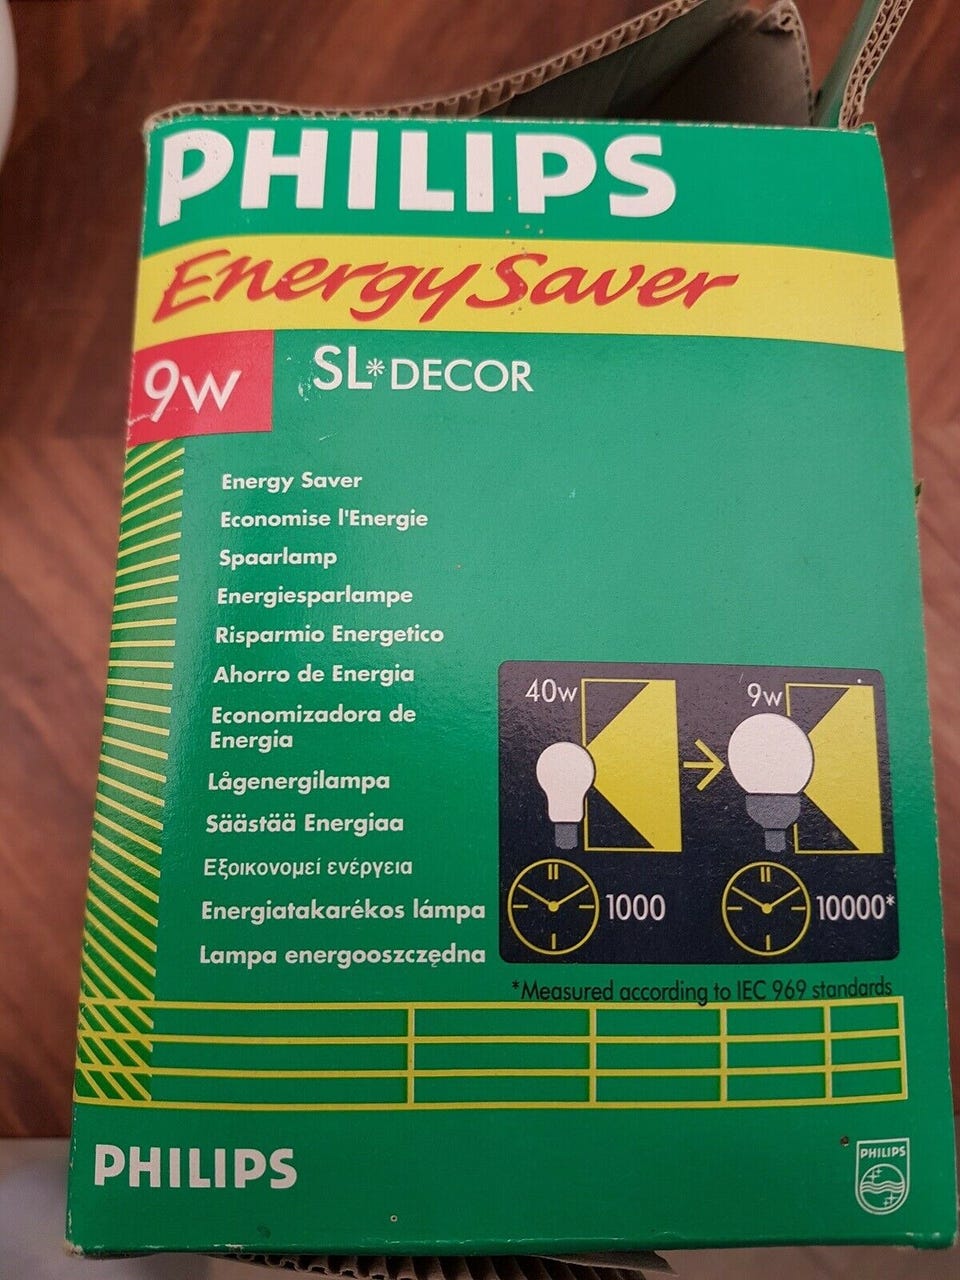 PHILIPS
Energy Saver
9W
SL*DECOR
Energy Saver
Economise l'Energie
Spaarlamp
Energiesparlampe
Risparmio Energetico
Ahorro de Energia
Economizadora de
Energia
Lågenergilampa
Säästää Energiaa
Εξοικονομεί ενέργεια
Energiatakarékos lámpa
Lampa energooszczędna
40w 9w
1000 10000*
*Measured according to IEC 969 standards
PHILIPS
PHILIPS